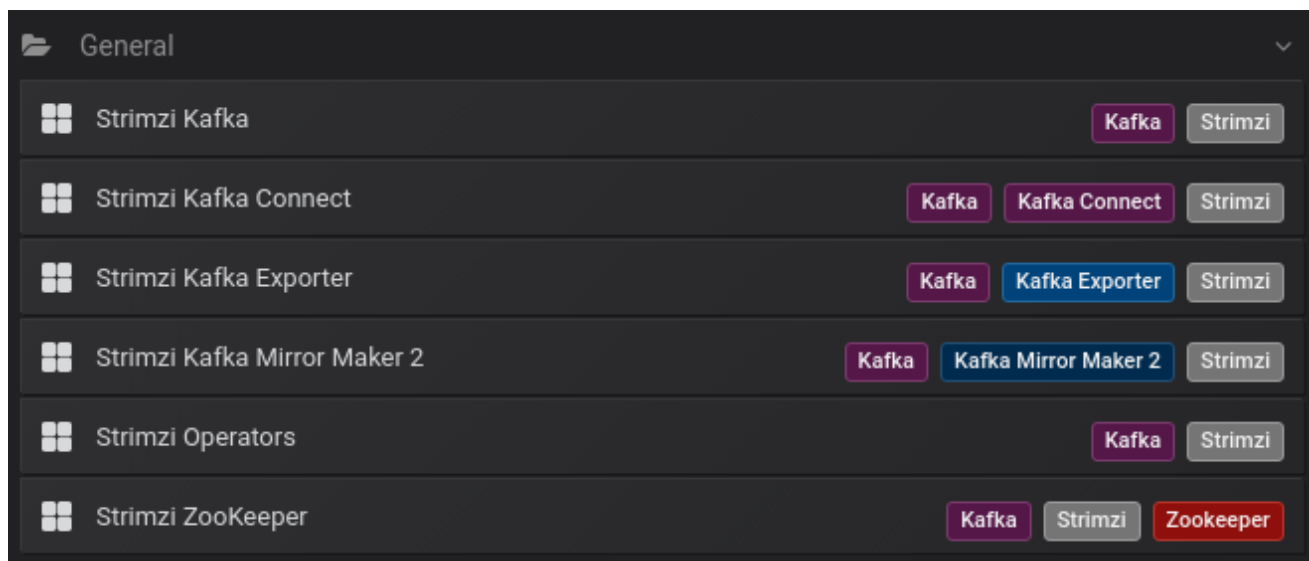 General
Strimzi Kafka Kafka Strimzi
Strimzi Kafka Connect Kafka Kafka Connect Strimzi
Strimzi Kafka Exporter Kafka Kafka Exporter Strimzi
Strimzi Kafka Mirror Maker 2 Kafka Kafka Mirror Maker 2 Strimzi
Strimzi Operators Kafka Strimzi
Strimzi ZooKeeper Kafka Strimzi Zookeeper